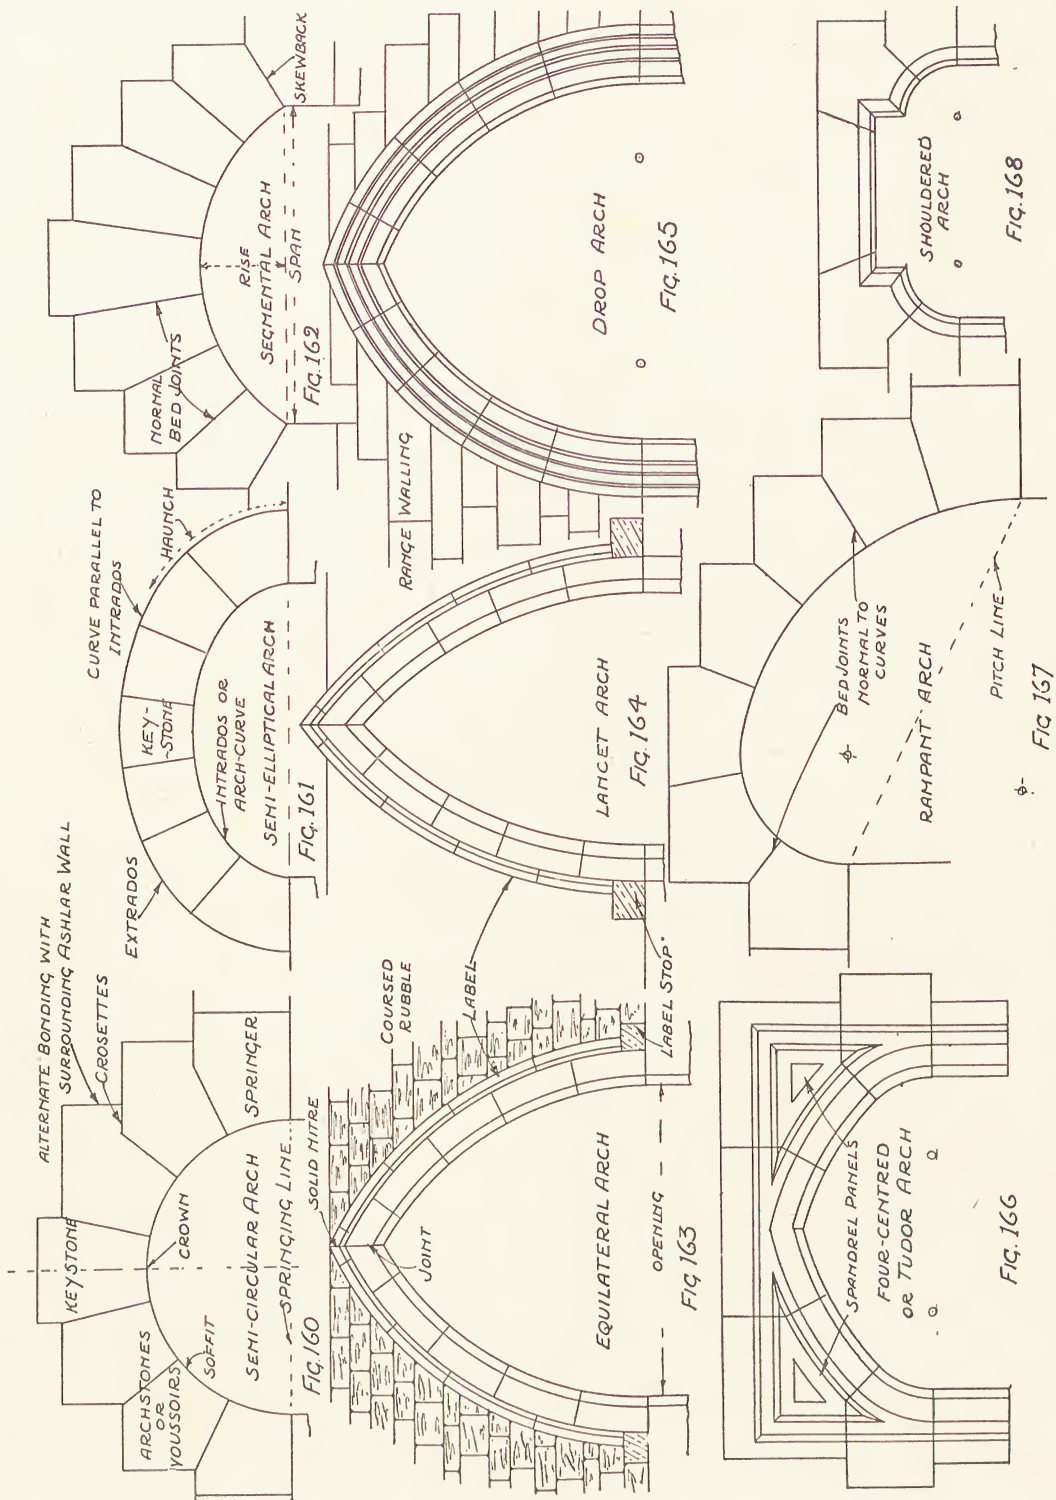 ALTERNATE BONDING WITH
SURROUNDING ASHLAR WALL
CROSETTES
KEYSTONE
ARCHSTONES
OR
VOUSSOIRS
SOFFIT
CROWN
SPRINGER
SEMI-CIRCULAR ARCH
SPRINGING LINE
FIG.160
CURVE PARALLEL TO
INTRADOS
HAUNCH
EXTRADOS
KEY-
-STONE
INTRADOS OR
ARCH-CURVE
SEMI-ELLIPTICAL ARCH
FIG.161
NORMAL
BED JOINTS
RISE
SEGMENTAL ARCH
SPAN
SKEWBACK
FIG.162
SOLID MITRE
COURSED
RUBBLE
LABEL
JOINT
EQUILATERAL ARCH
OPENING
LABEL STOP
FIG.163
LANCET ARCH
FIG.164
RANGE WALLING
DROP ARCH
FIG.165
SPANDREL PANELS
FOUR-CENTRED
OR TUDOR ARCH
FIG.166
BED JOINTS
NORMAL TO
CURVES
RAMPANT ARCH
PITCH LINE
FIG 167
SHOULDERED
ARCH
FIG.168